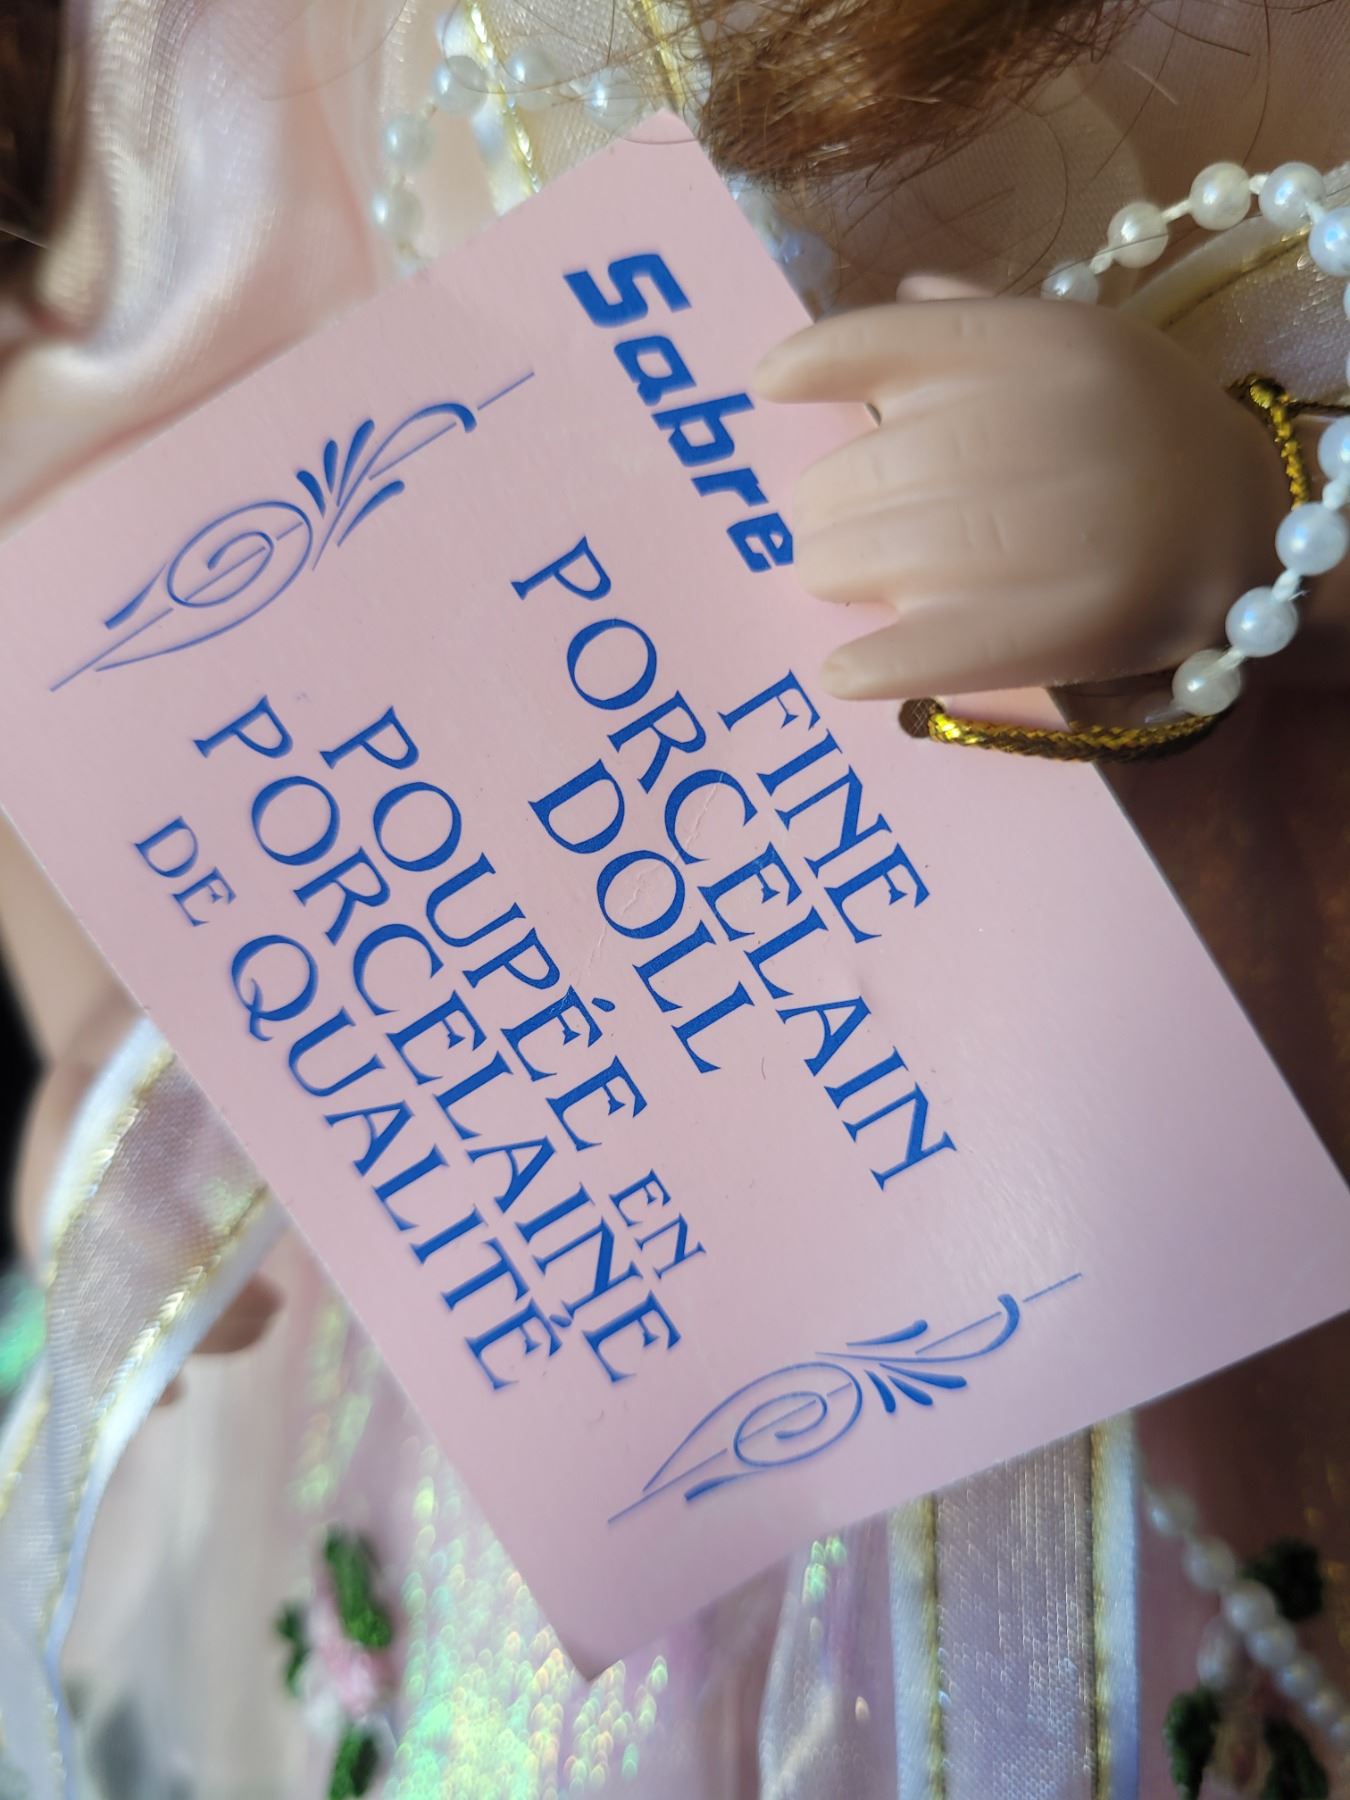 Sabre
FINE
PORCELAIN
DOLL
POUPÉE EN
PORCELAINE
DE QUALITÉ